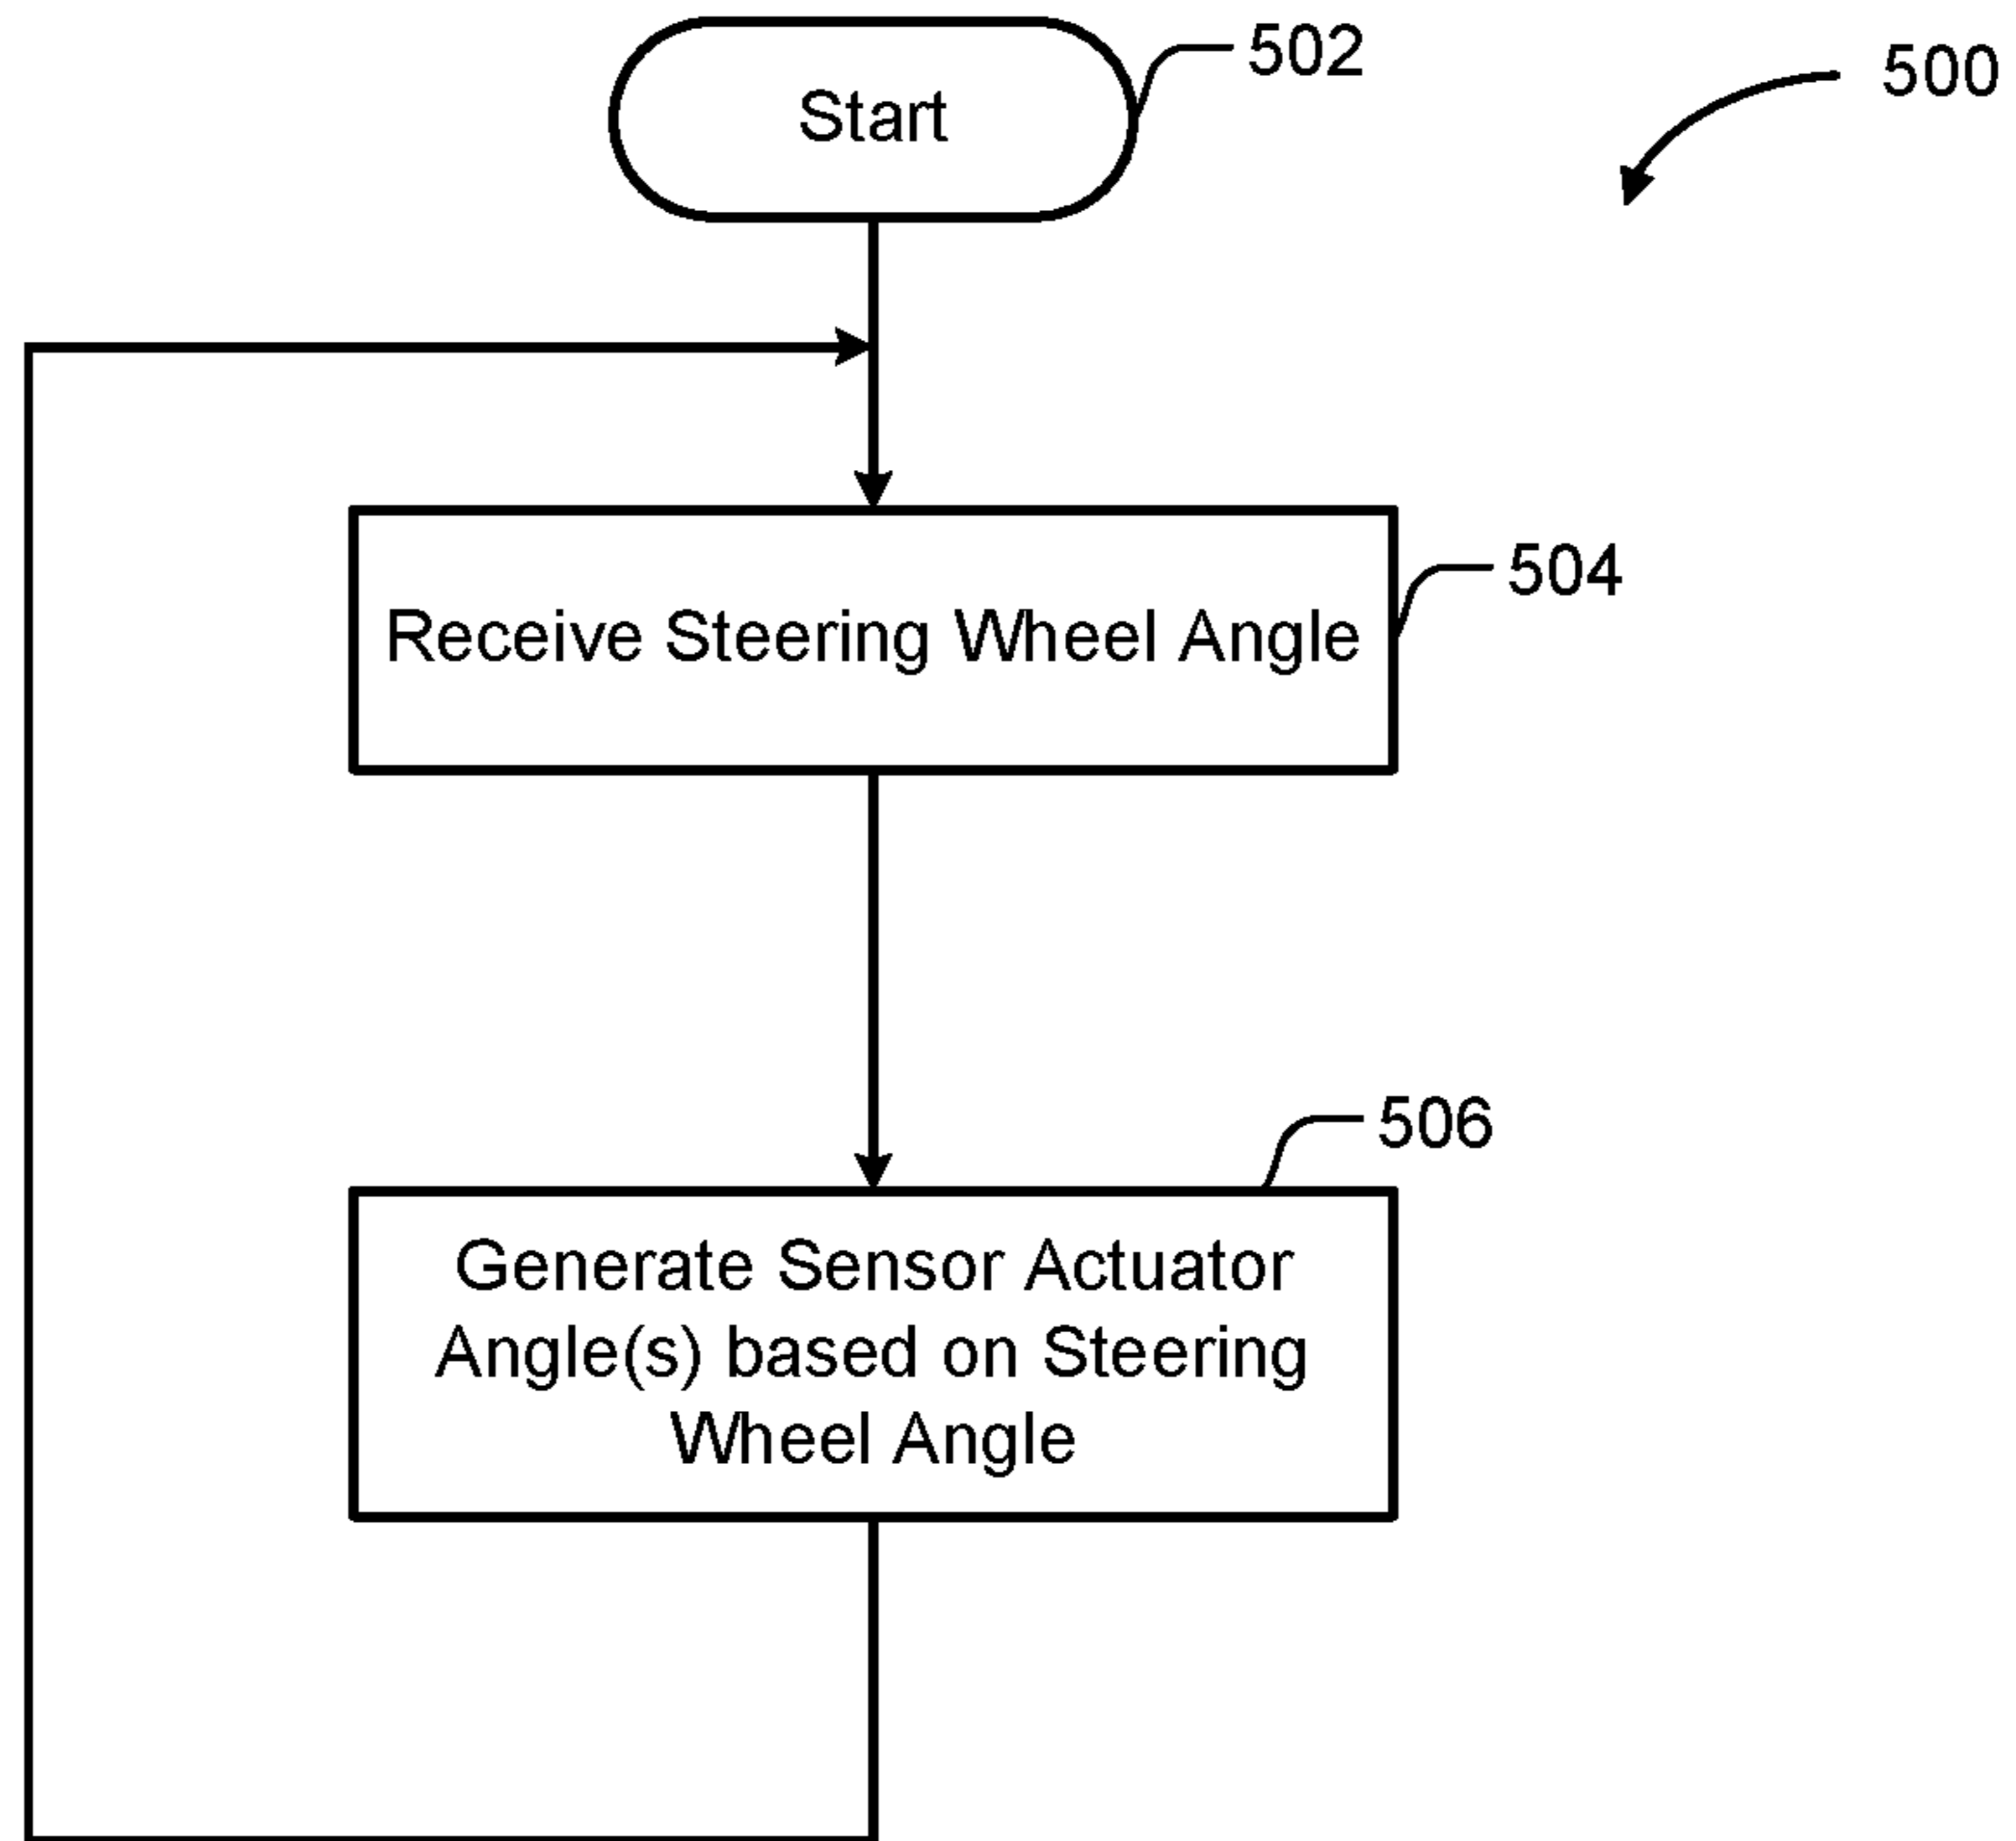 502
500
Start
504
Receive Steering Wheel Angle
506
Generate Sensor Actuator
Angle(s) based on Steering
Wheel Angle